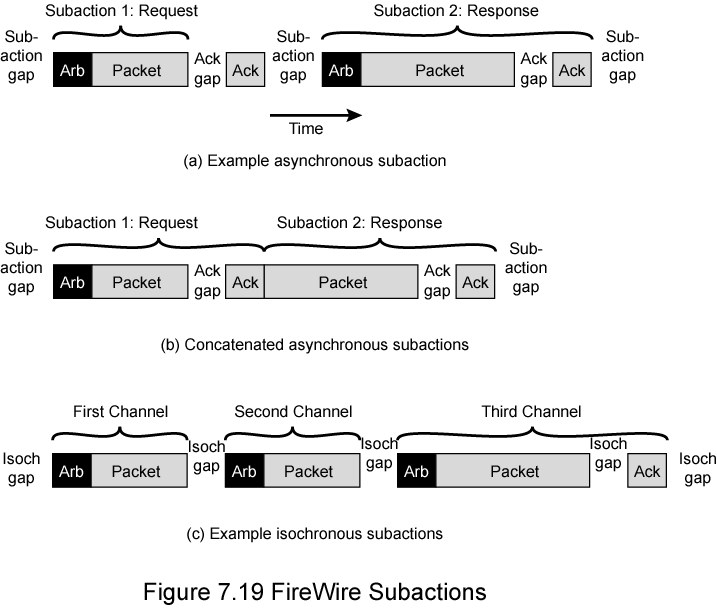 Subaction 1: Request
Subaction 2: Response
Sub-
action
gap
Arb
Packet
Ack
gap
Ack
Sub-
action
gap
Arb
Packet
Ack
gap
Ack
Sub-
action
gap
Time
(a) Example asynchronous subaction
Subaction 1: Request
Subaction 2: Response
Sub-
action
gap
Arb
Packet
Ack
gap
Ack
Packet
Ack
gap
Ack
Sub-
action
gap
(b) Concatenated asynchronous subactions
First Channel
Second Channel
Third Channel
Isoch
gap
Arb
Packet
Isoch
gap
Arb
Packet
Isoch
gap
Arb
Packet
Isoch
gap
Ack
Isoch
gap
(c) Example isochronous subactions
Figure 7.19 FireWire Subactions